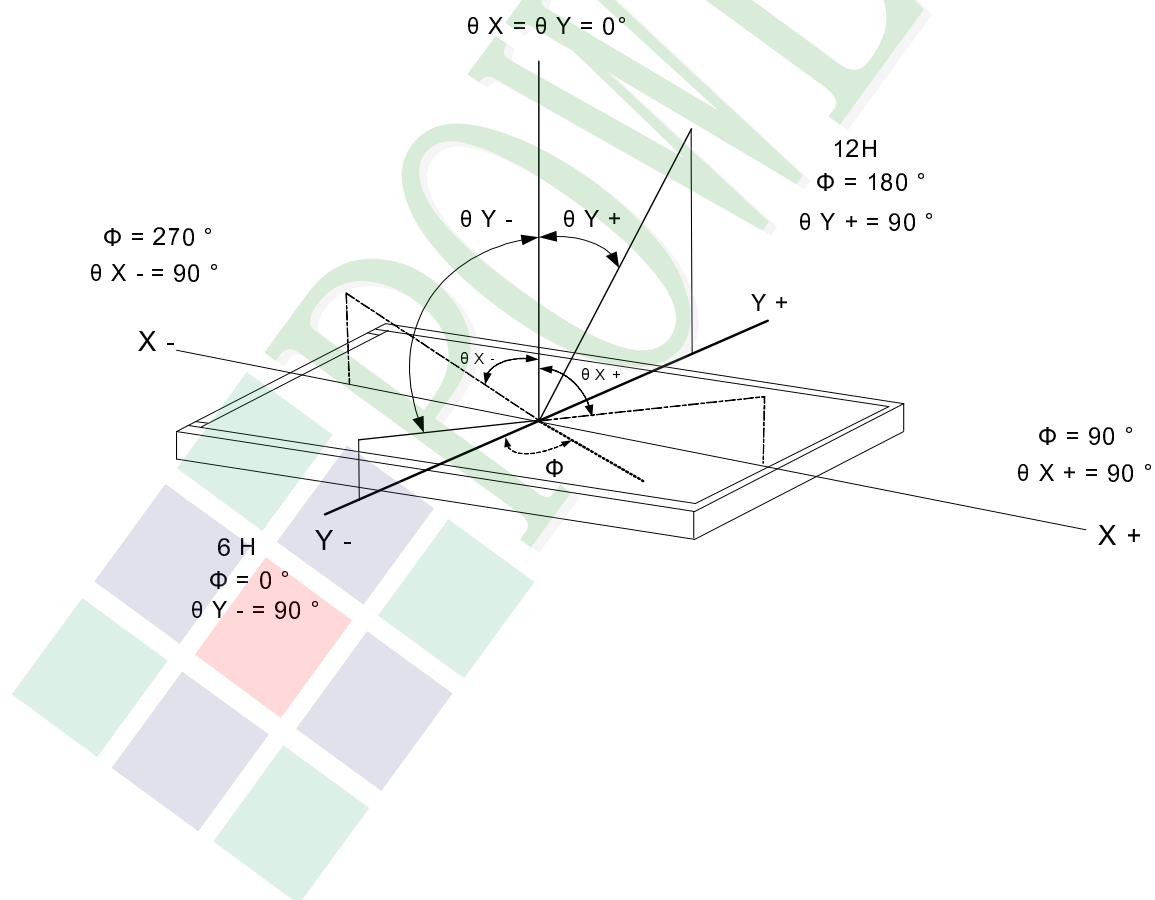 θ X = θ Y = 0°
12H
Φ = 180 °
θ Y + = 90 °
θ Y -
θ Y +
Φ = 270 °
θ X - = 90 °
Y +
X -
θ X -
θ X +
Φ = 90 °
θ X + = 90 °
Φ
X +
Y -
6 H
Φ = 0 °
θ Y - = 90 °